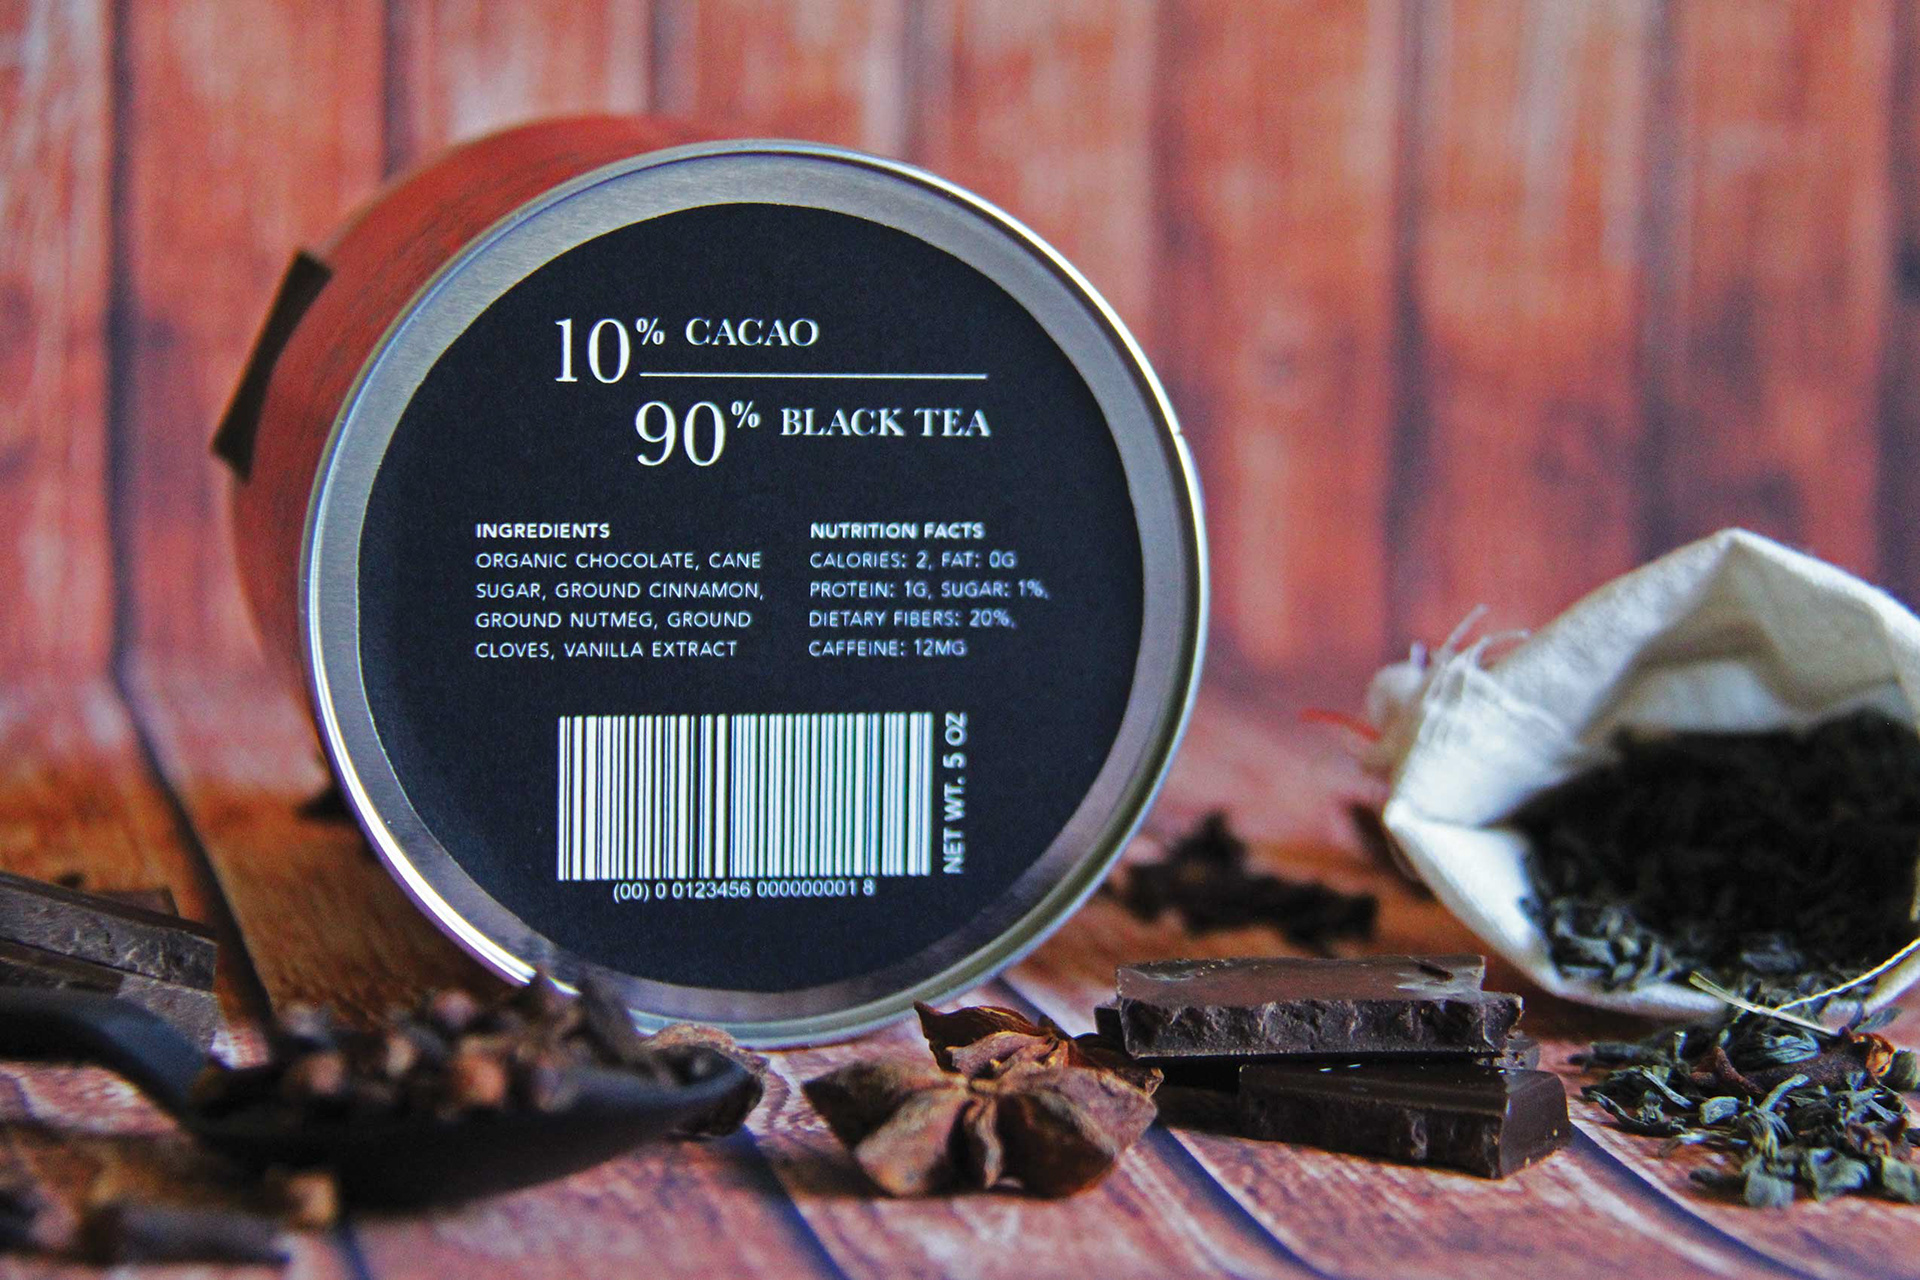 10% CACAO
90% BLACK TEA
INGREDIENTS
ORGANIC CHOCOLATE, CANE
SUGAR, GROUND CINNAMON,
GROUND NUTMEG, GROUND
CLOVES, VANILLA EXTRACT
NUTRITION FACTS
CALORIES: 2, FAT: 0G
PROTEIN: 1G, SUGAR: 1%,
DIETARY FIBERS: 20%,
CAFFEINE: 12MG
NET WT. 5 OZ
(00) 0 0123456 000000001 8